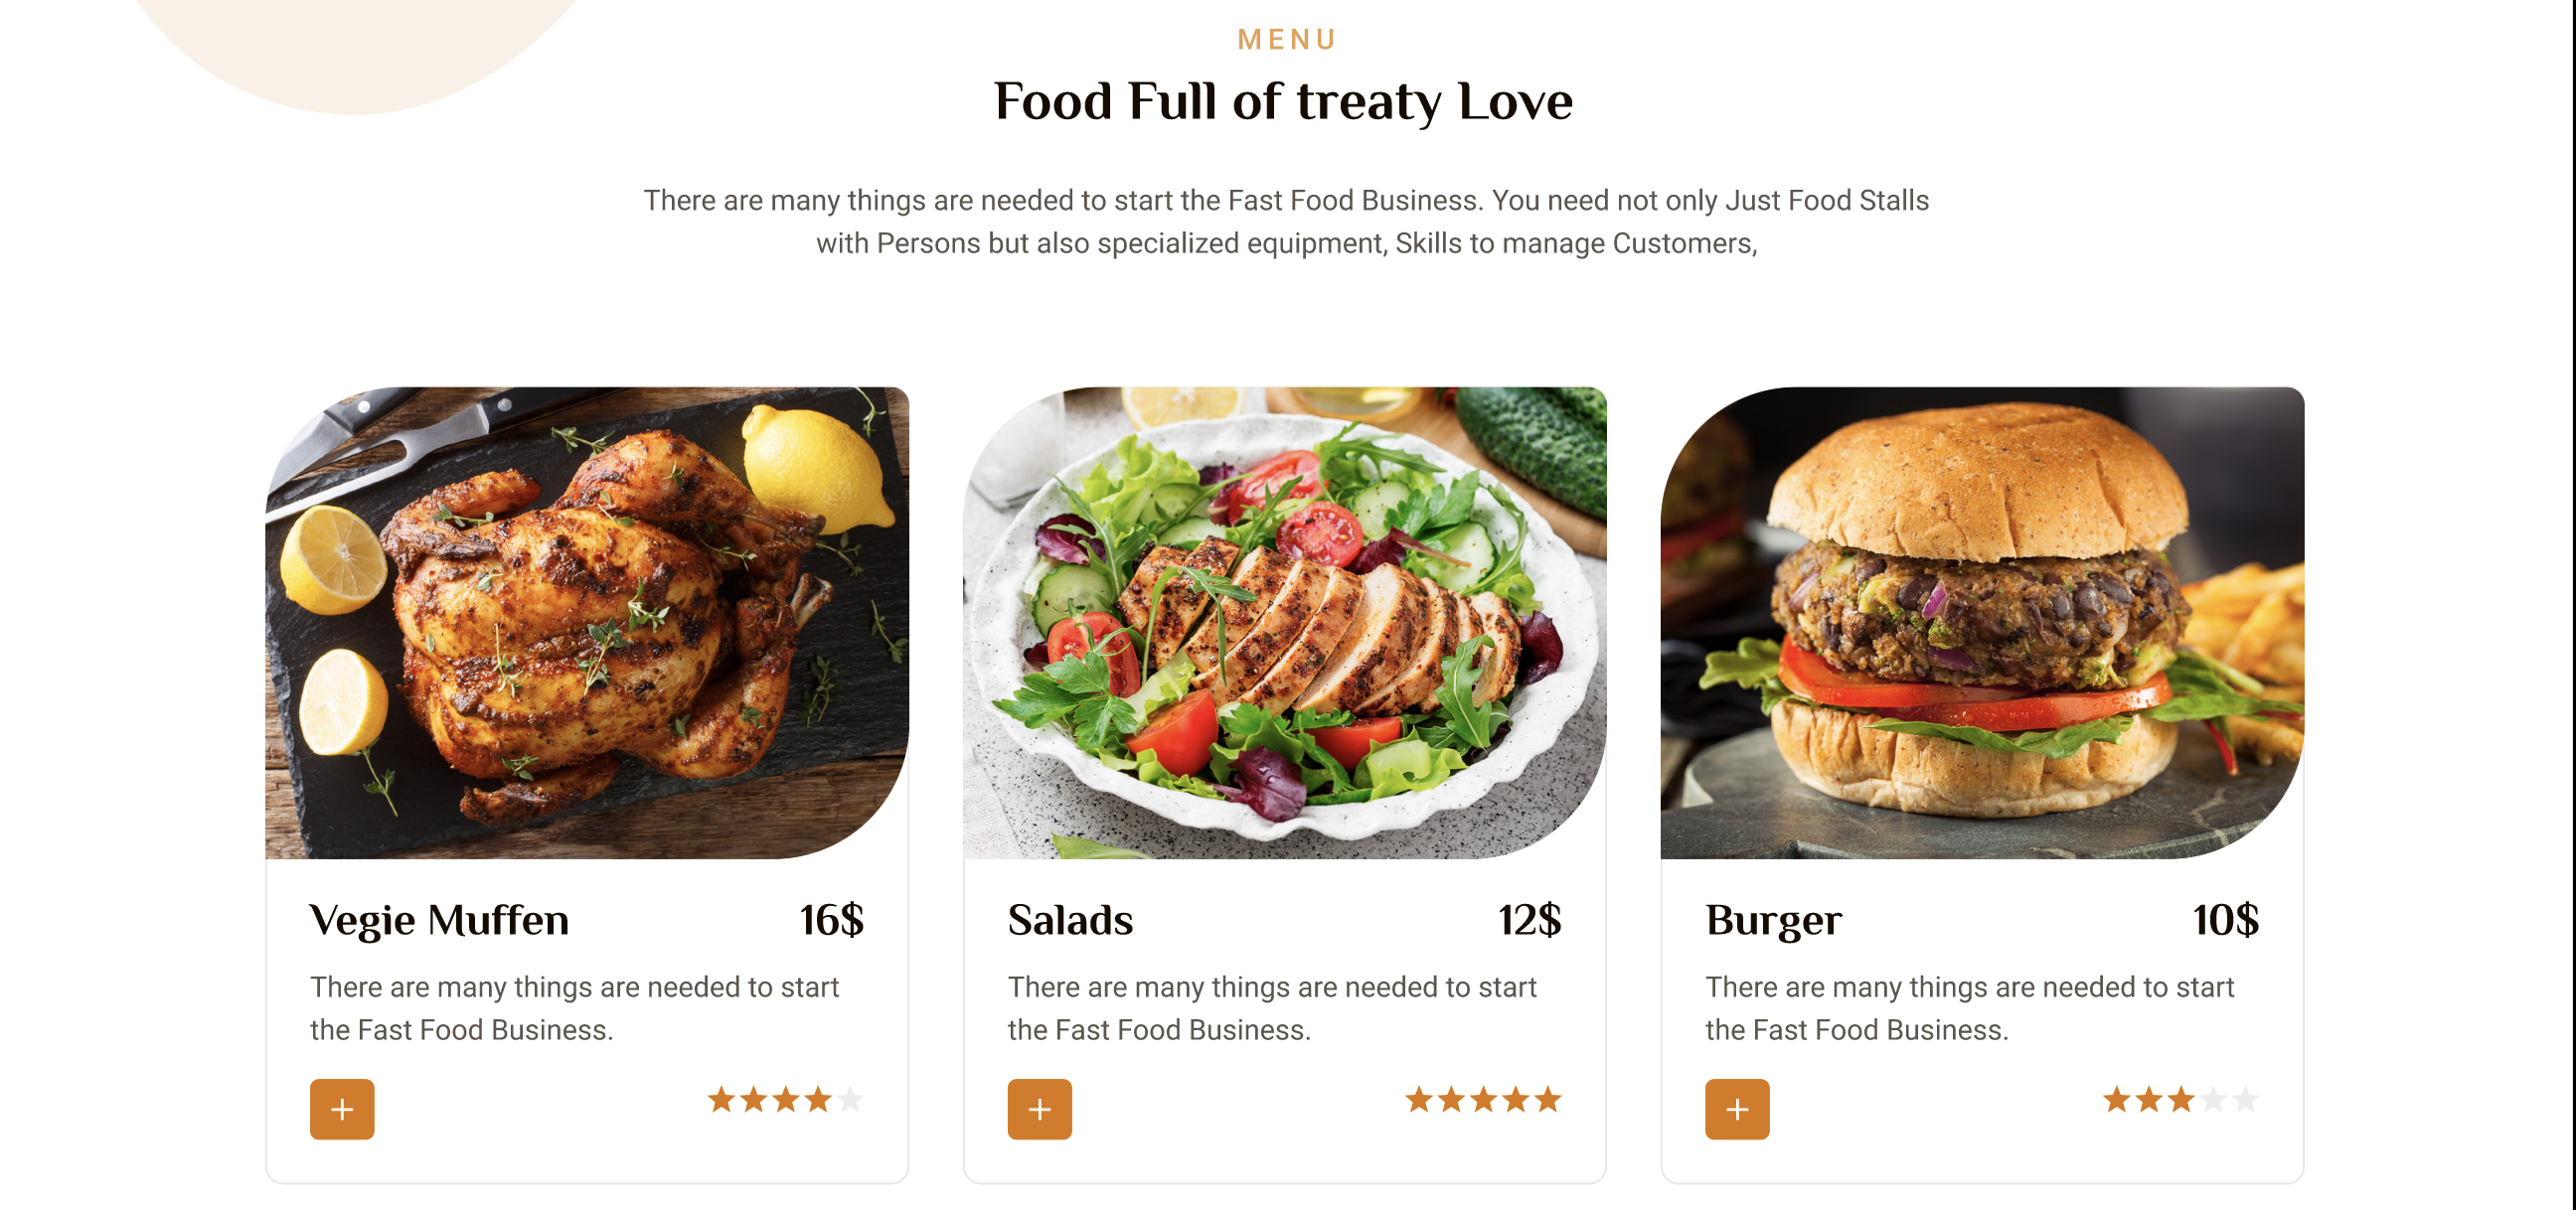 MENU
Food Full of treaty Love
There are many things are needed to start the Fast Food Business. You need not only Just Food Stalls
with Persons but also specialized equipment, Skills to manage Customers,
Vegie Muffen 16$
There are many things are needed to start
the Fast Food Business.
Salads 12$
There are many things are needed to start
the Fast Food Business.
Burger 10$
There are many things are needed to start
the Fast Food Business.